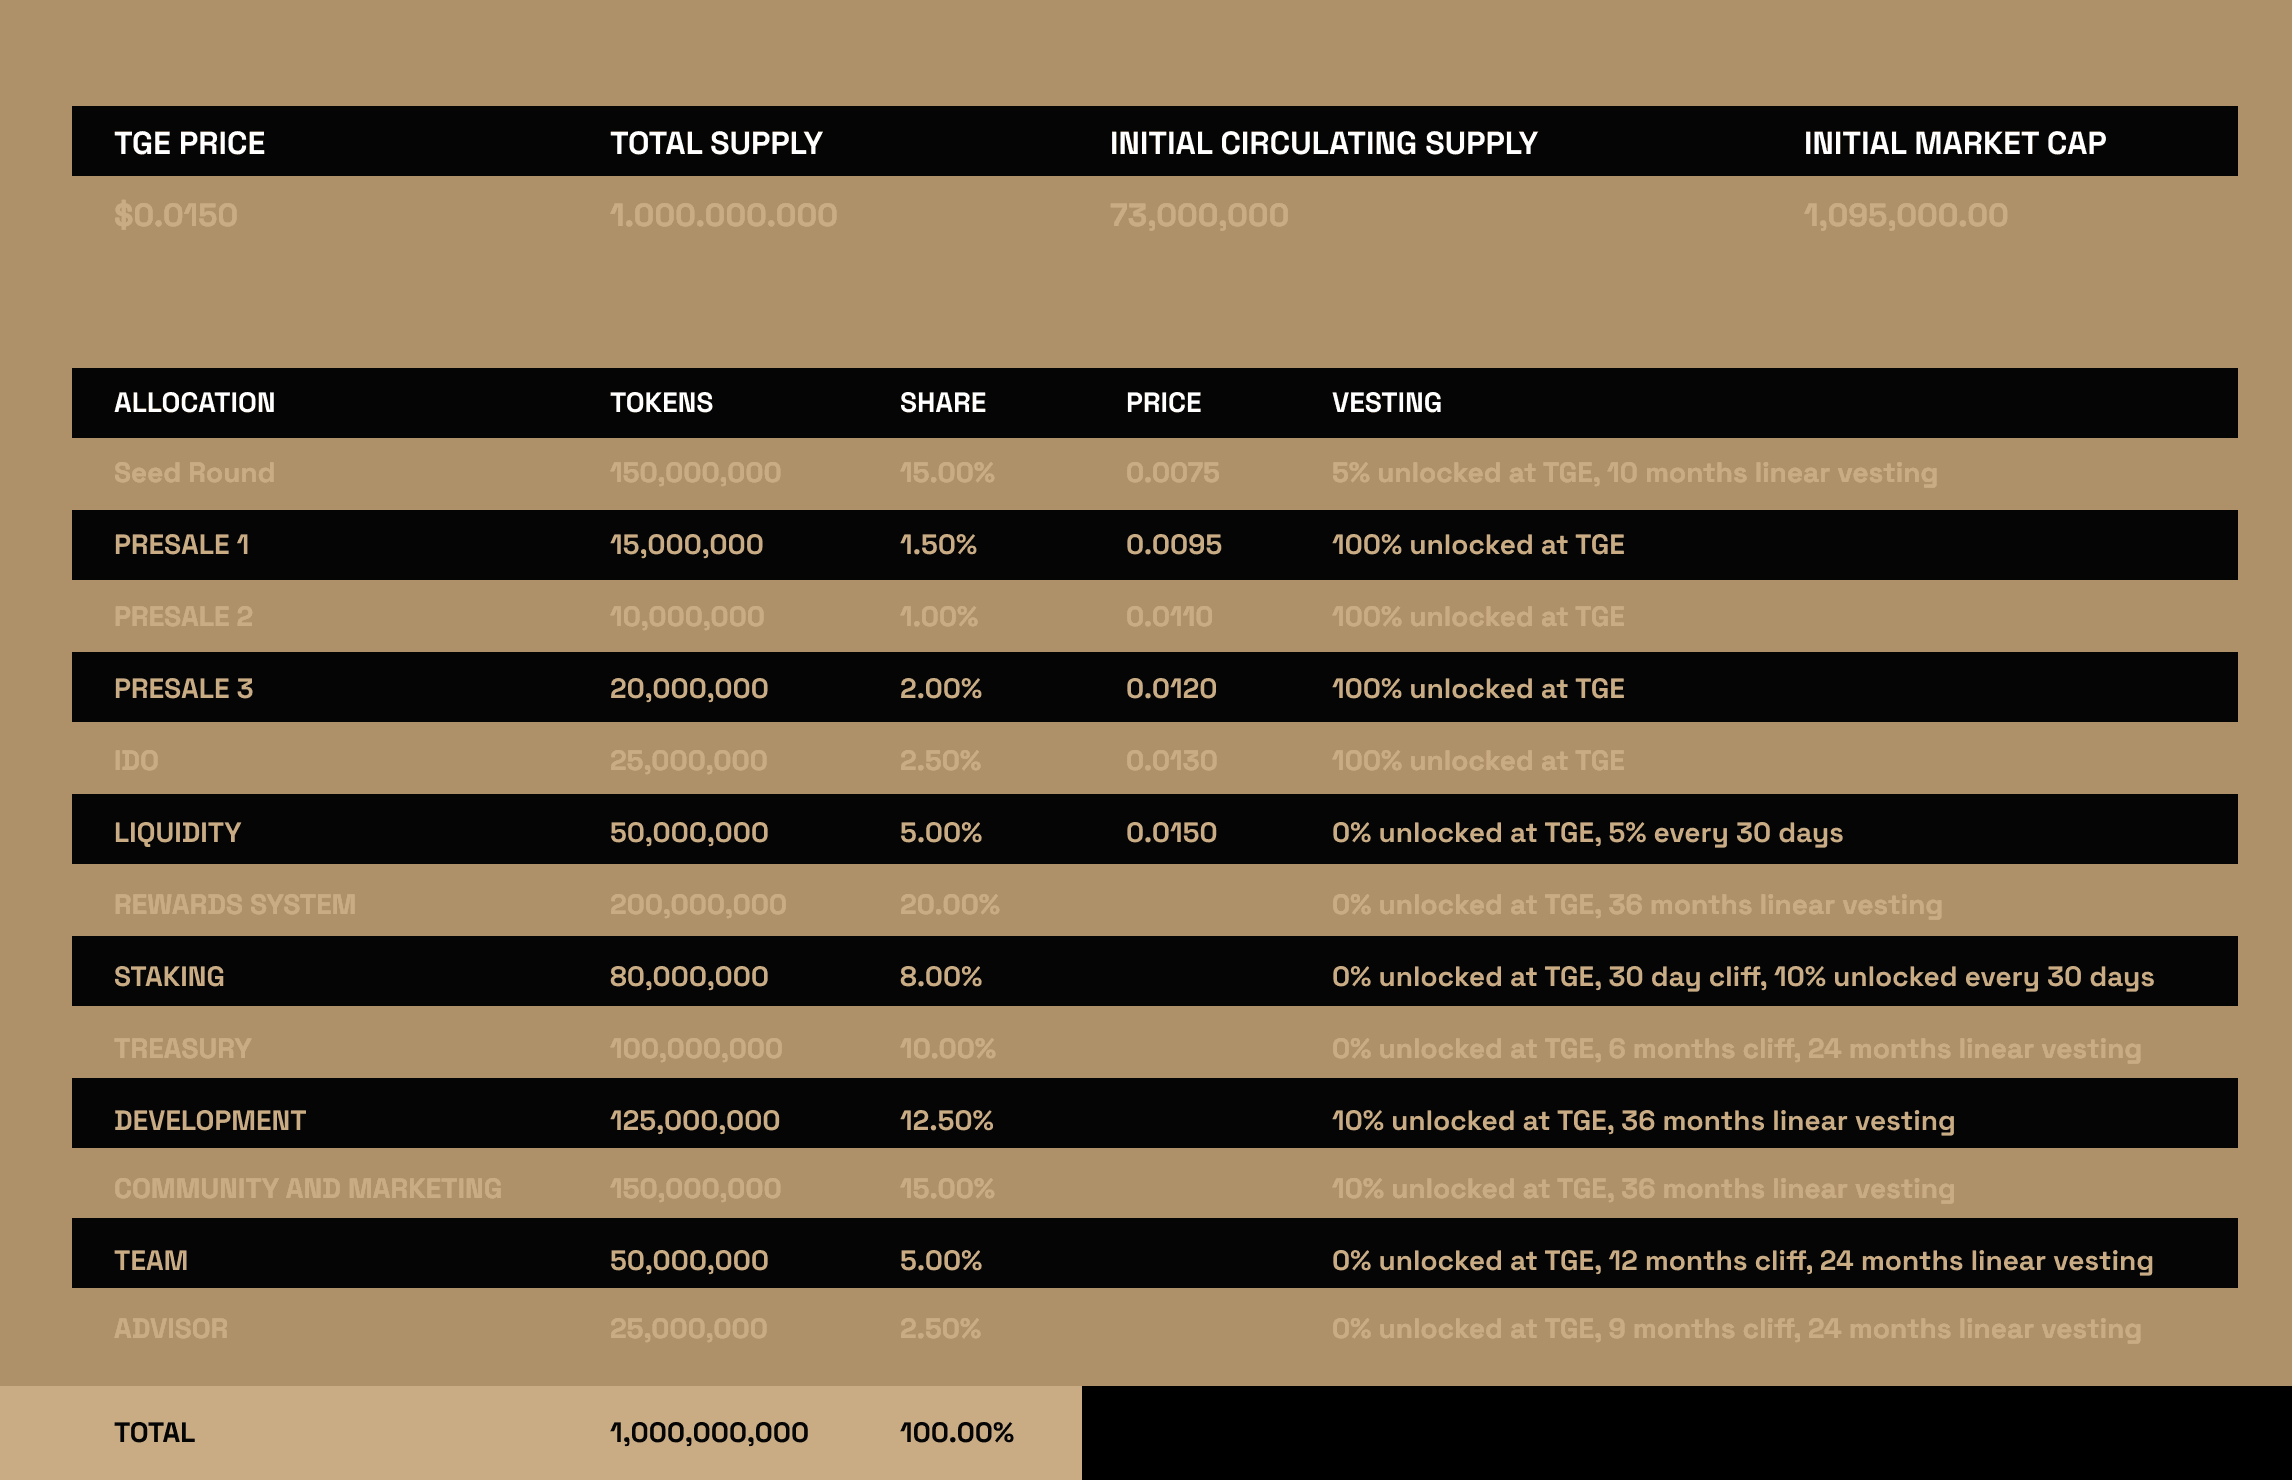 TGE PRICE TOTAL SUPPLY INITIAL CIRCULATING SUPPLY INITIAL MARKET CAP
$0.0150 1.000.000.000 73,000,000 1,095,000.00
ALLOCATION TOKENS SHARE PRICE VESTING
Seed Round 150,000,000 15.00% 0.0075 5% unlocked at TGE, 10 months linear vesting
PRESALE 1 15,000,000 1.50% 0.0095 100% unlocked at TGE
PRESALE 2 10,000,000 1.00% 0.0110 100% unlocked at TGE
PRESALE 3 20,000,000 2.00% 0.0120 100% unlocked at TGE
IDO 25,000,000 2.50% 0.0130 100% unlocked at TGE
LIQUIDITY 50,000,000 5.00% 0.0150 0% unlocked at TGE, 5% every 30 days
REWARDS SYSTEM 200,000,000 20.00% 0% unlocked at TGE, 36 months linear vesting
STAKING 80,000,000 8.00% 0% unlocked at TGE, 30 day cliff, 10% unlocked every 30 days
TREASURY 100,000,000 10.00% 0% unlocked at TGE, 6 months cliff, 24 months linear vesting
DEVELOPMENT 125,000,000 12.50% 10% unlocked at TGE, 36 months linear vesting
COMMUNITY AND MARKETING 150,000,000 15.00% 10% unlocked at TGE, 36 months linear vesting
TEAM 50,000,000 5.00% 0% unlocked at TGE, 12 months cliff, 24 months linear vesting
ADVISOR 25,000,000 2.50% 0% unlocked at TGE, 9 months cliff, 24 months linear vesting
TOTAL 1,000,000,000 100.00%